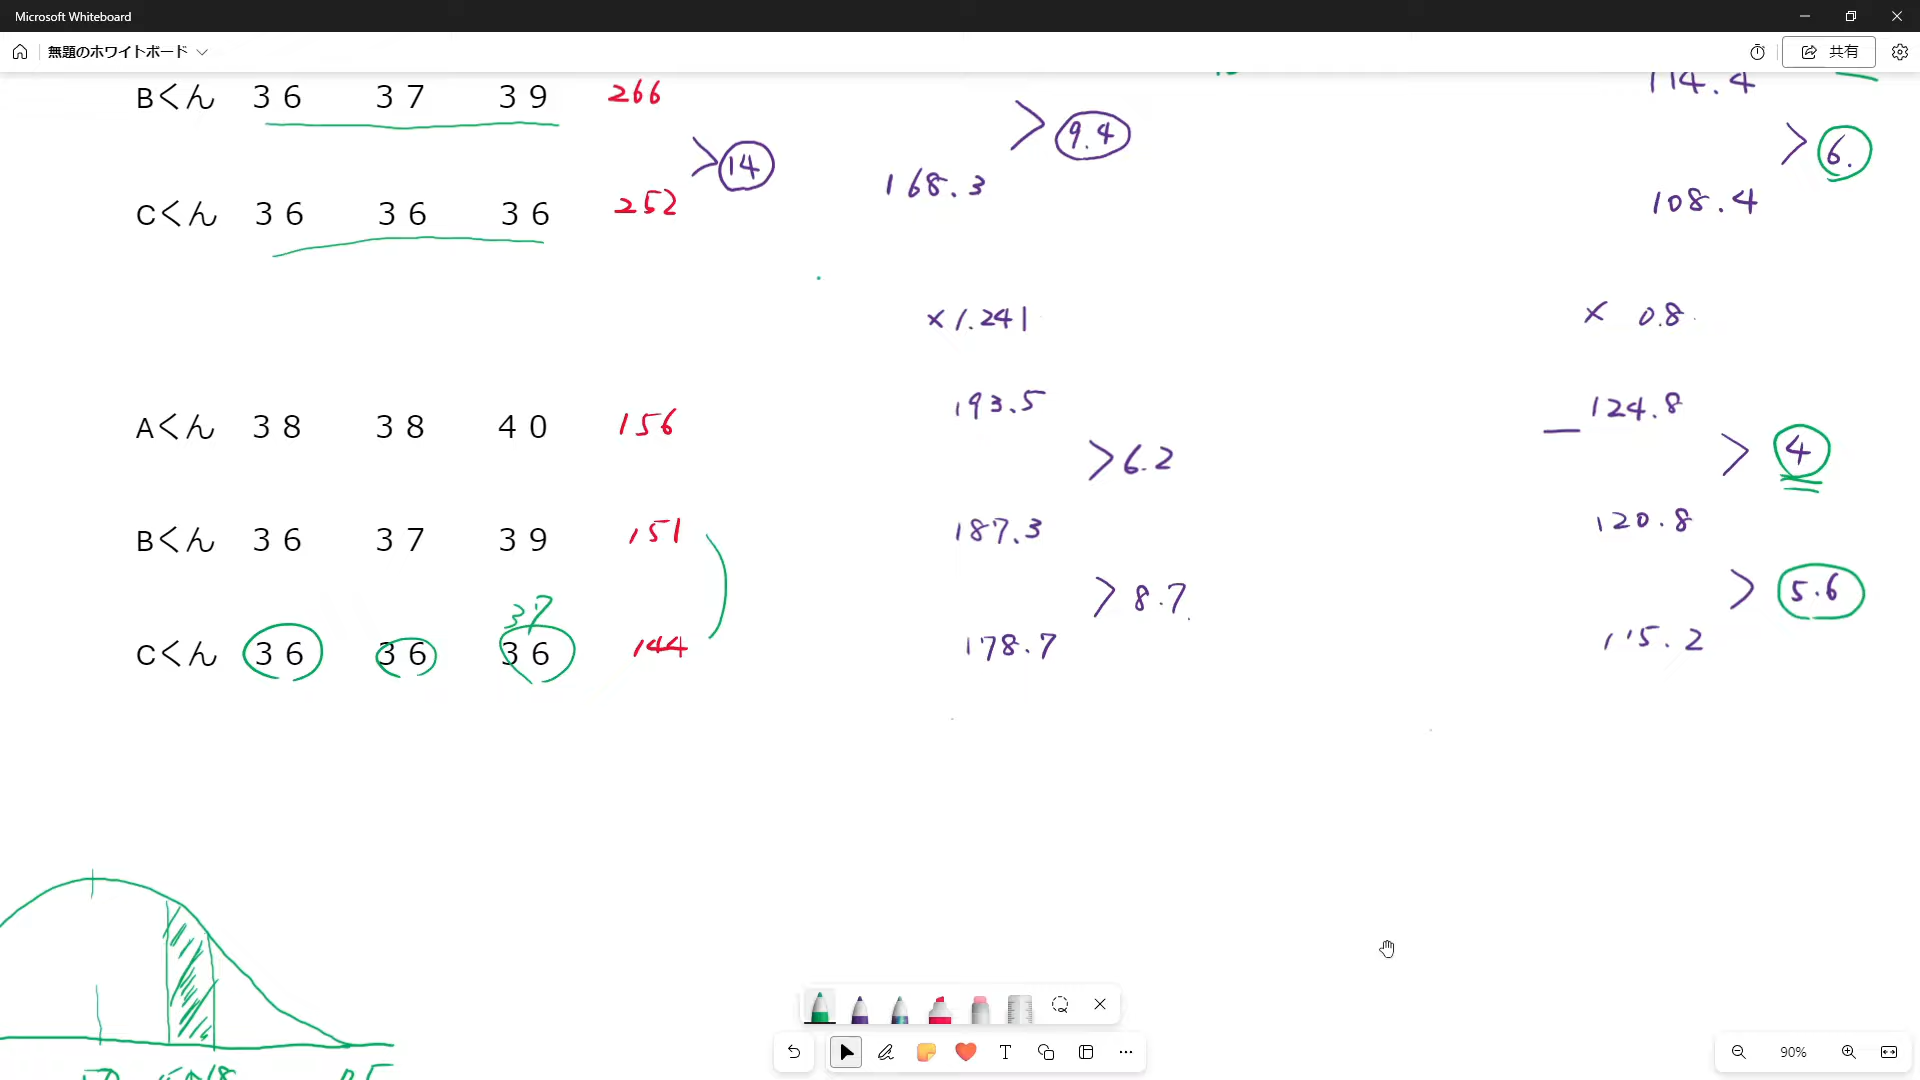 Microsoft Whiteboard
無題のホワイトボード
共有
114.4
Bくん 36 37 39 266
>14
>9.4
>6.
168.3
Cくん 36 36 36 252
108.4
×1.241
× 0.8
Aくん 38 38 40 156
193.5
124.8
>6.2
>4
Bくん 36 37 39 151
187.3
120.8
>8.7
>5.6
37
Cくん 36 36 36 144
178.7
115.2
T
90%